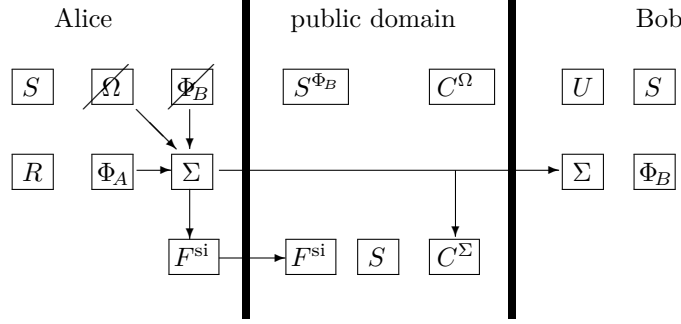 Alice public domain Bob
S Ω Φ_B S^{Φ_B} C^Ω U S
R Φ_A Σ Σ Φ_B
F^{si} F^{si} S C^Σ